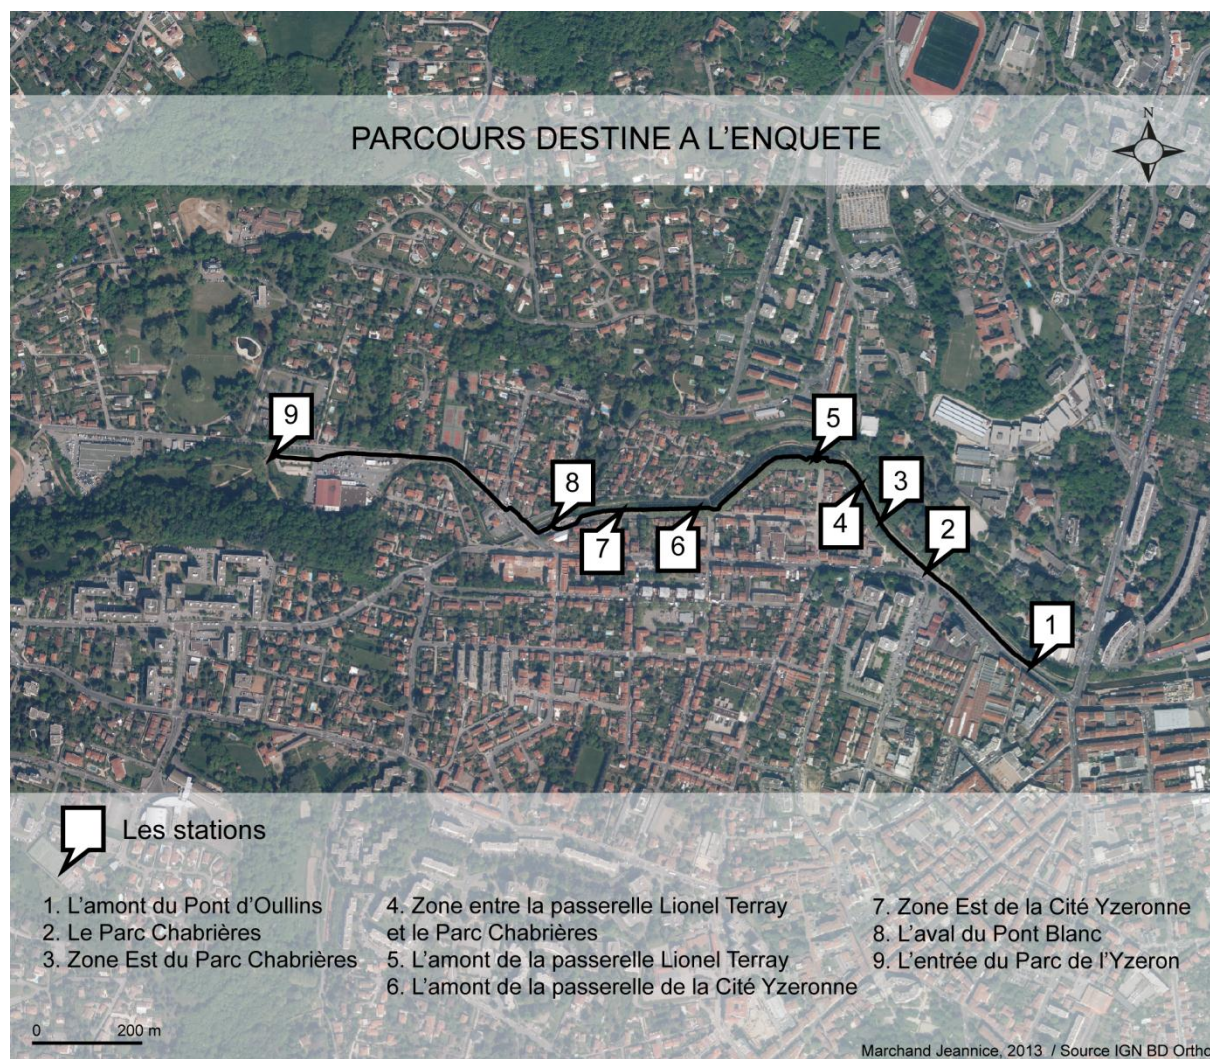 PARCOURS DESTINE A L'ENQUETE
N
9
5
8
3
4
2
7
6
1
Les stations
1. L'amont du Pont d'Oullins
2. Le Parc Chabrières
3. Zone Est du Parc Chabrières
4. Zone entre la passerelle Lionel Terray
et le Parc Chabrières
5. L'amont de la passerelle Lionel Terray
6. L'amont de la passerelle de la Cité Yzeronne
7. Zone Est de la Cité Yzeronne
8. L'aval du Pont Blanc
9. L'entrée du Parc de l'Yzeron
0 200 m
Marchand Jeannice, 2013 / Source IGN BD Ortho